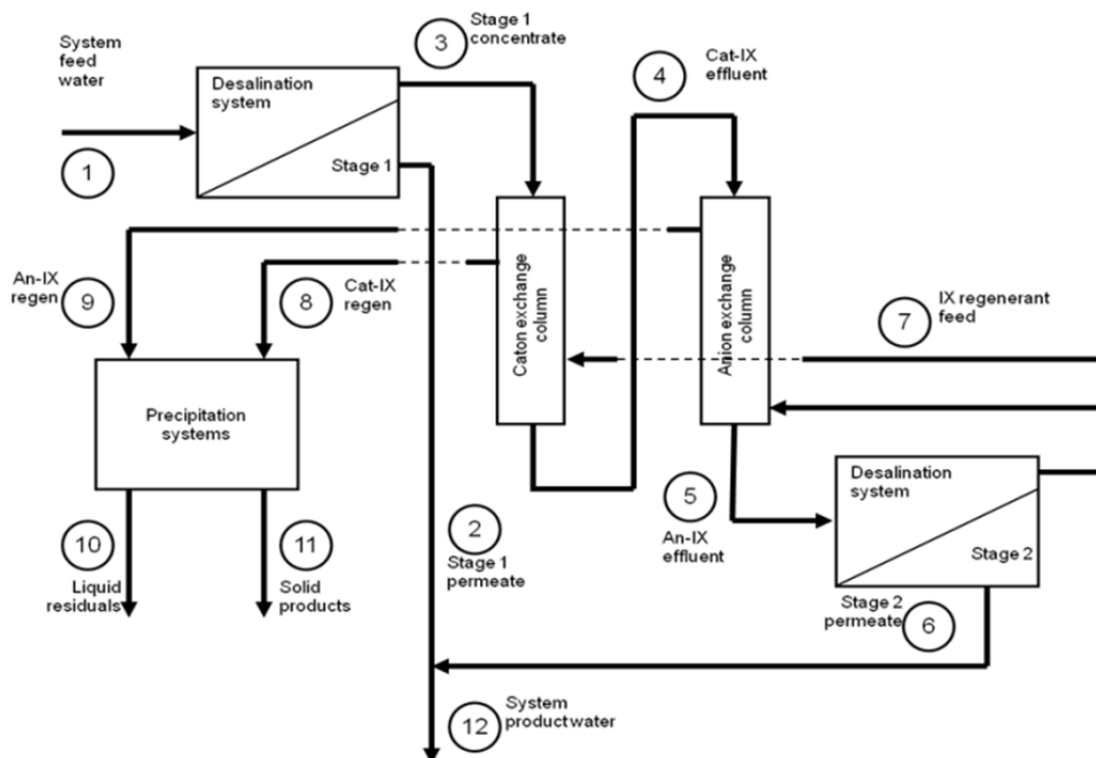 System
feed
water
1
Desalination
system
Stage 1
3
Stage 1
concentrate
4
Cat-IX
effluent
An-IX
regen
9
8
Cat-IX
regen
Caton exchange
column
Anion exchange
column
7
IX regenerant
feed
Precipitation
systems
5
An-IX
effluent
Desalination
system
Stage 2
10
Liquid
residuals
11
Solid
products
2
Stage 1
permeate
Stage 2
permeate
6
12
System
product water